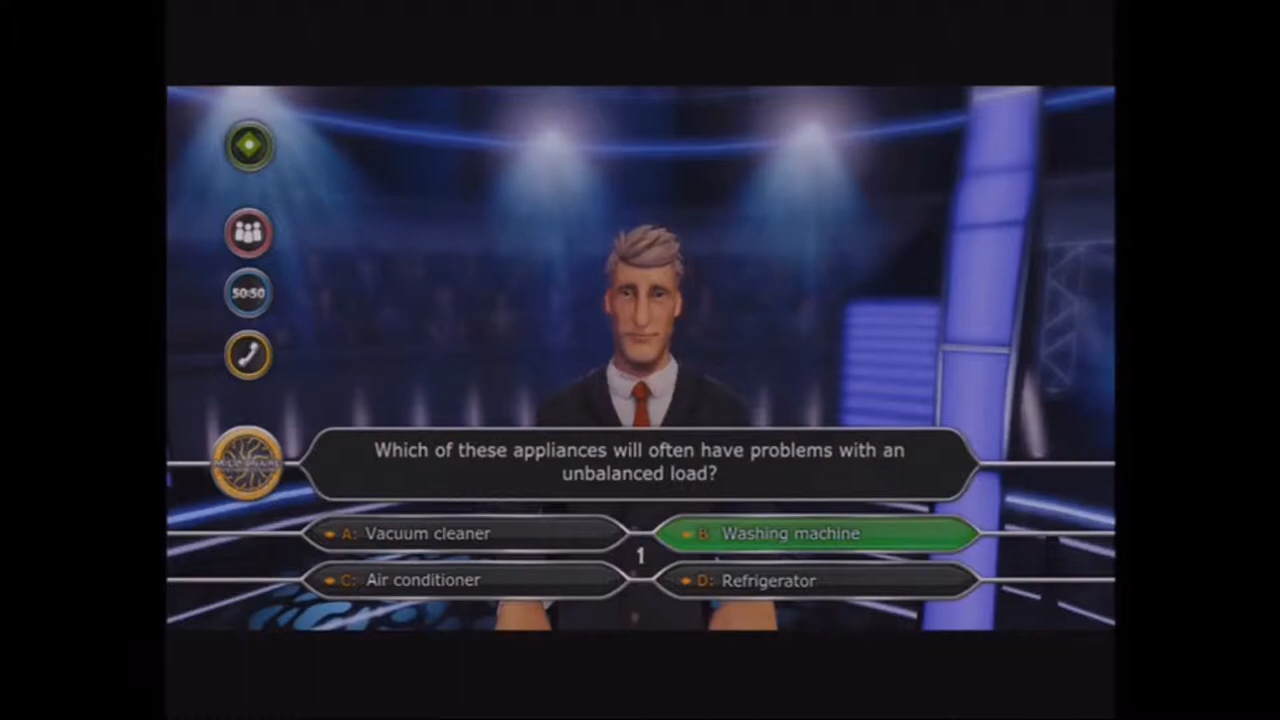 50:50
Which of these appliances will often have problems with an
unbalanced load?
A: Vacuum cleaner
B: Washing machine
1
C: Air conditioner
D: Refrigerator